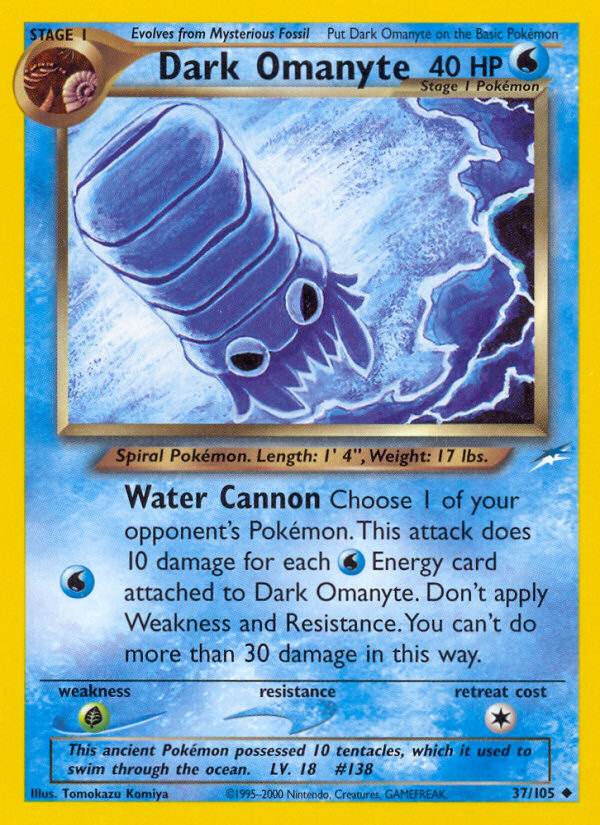 STAGE 1
Evolves from Mysterious Fossil
Put Dark Omanyte on the Basic Pokémon
Dark Omanyte
40 HP
Stage 1 Pokémon
Spiral Pokémon. Length: 1' 4", Weight: 17 lbs.
Water Cannon Choose 1 of your
opponent's Pokémon. This attack does
10 damage for each Energy card
attached to Dark Omanyte. Don't apply
Weakness and Resistance. You can't do
more than 30 damage in this way.
weakness
resistance
retreat cost
This ancient Pokémon possessed 10 tentacles, which it used to
swim through the ocean. LV. 18 #138
Illus. Tomokazu Komiya
©1995-2000 Nintendo, Creatures, GAMEFREAK.
37/105